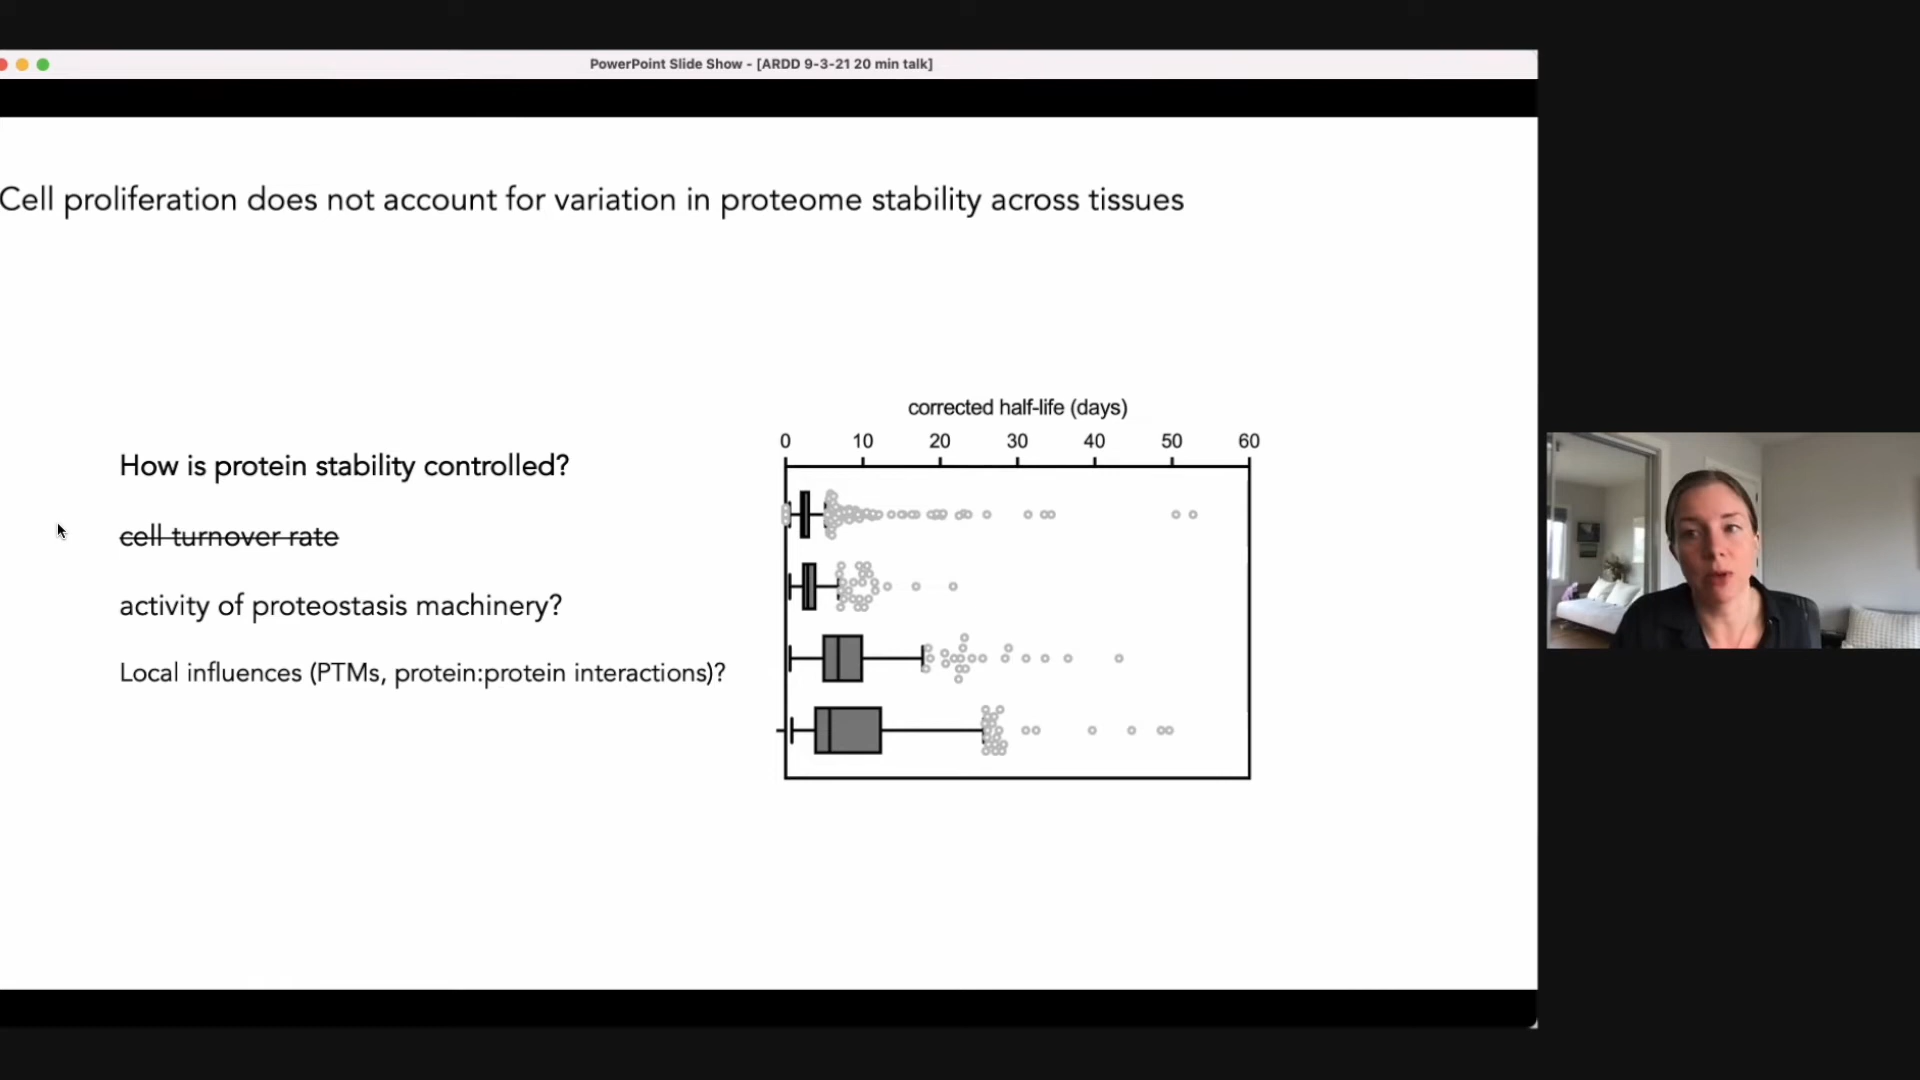 PowerPoint Slide Show - [ARDD 9-3-21 20 min talk]
Cell proliferation does not account for variation in proteome stability across tissues
How is protein stability controlled?
cell turnover rate
activity of proteostasis machinery?
Local influences (PTMs, protein:protein interactions)?
corrected half-life (days)
0 10 20 30 40 50 60